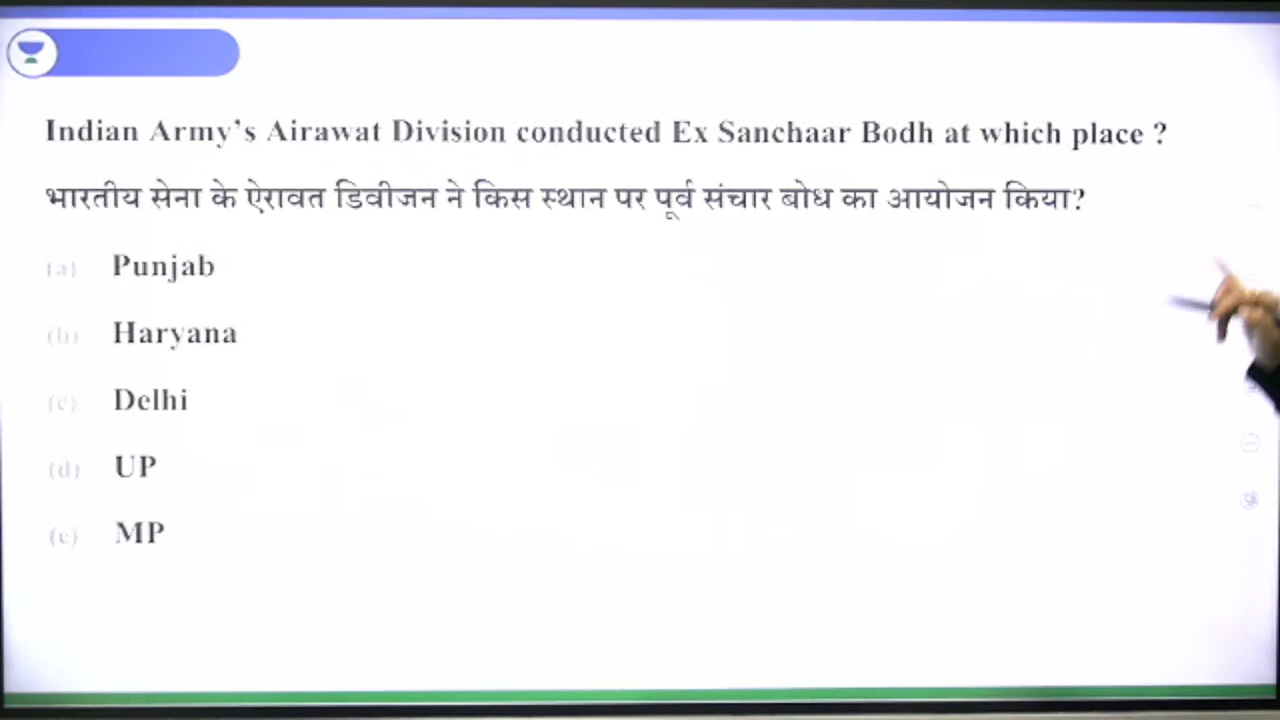 Indian Army's Airawat Division conducted Ex Sanchaar Bodh at which place ?
भारतीय सेना के ऐरावत डिवीजन ने किस स्थान पर पूर्व संचार बोध का आयोजन किया?
(a) Punjab
(b) Haryana
(c) Delhi
(d) UP
(e) MP